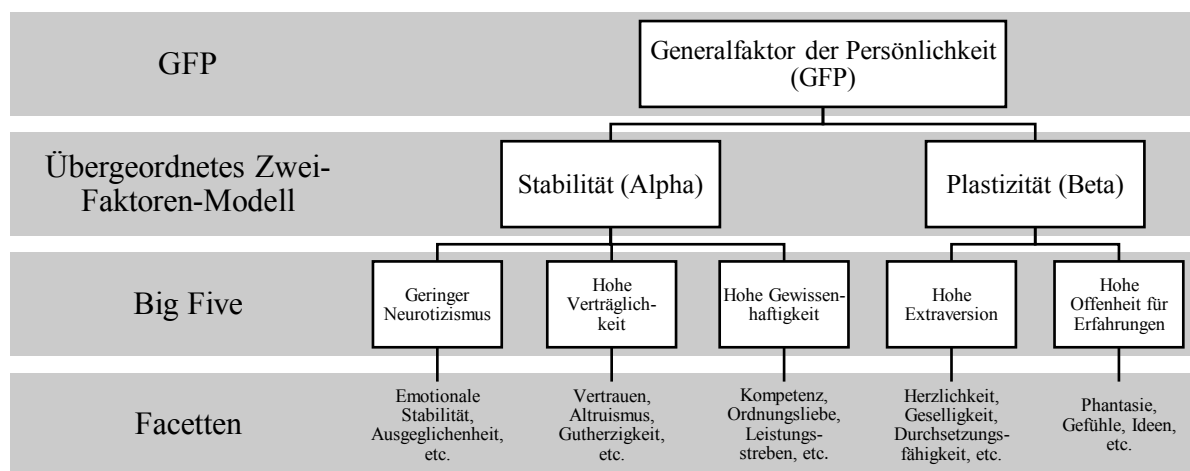 GFP
Generalfaktor der Persönlichkeit
(GFP)
Übergeordnetes Zwei-
Faktoren-Modell
Stabilität (Alpha)
Plastizität (Beta)
Big Five
Geringer
Neurotizismus
Hohe
Verträglich-
keit
Hohe Gewissen-
haftigkeit
Hohe
Extraversion
Hohe
Offenheit für
Erfahrungen
Facetten
Emotionale
Stabilität,
Ausgeglichenheit,
etc.
Vertrauen,
Altruismus,
Gutherzigkeit,
etc.
Kompetenz,
Ordnungsliebe,
Leistungs-
streben, etc.
Herzlichkeit,
Geselligkeit,
Durchsetzungs-
fähigkeit, etc.
Phantasie,
Gefühle, Ideen,
etc.